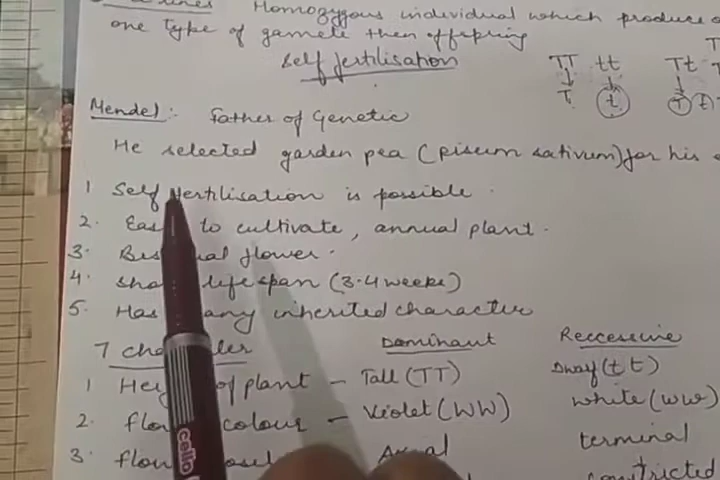 lines Homozygous individual which produce
one type of gamete then offspring
self fertilisation
TT tt Tt T
T t T t
Mendel: Father of Genetic
He selected garden pea (pisum sativum) for his
1 Self fertilisation is possible
2. to cultivate, annual plant.
3. flower.
4. life span (3-4 weeks)
5. Has inherited character
7 Dominant Reccessive
1 of plant - Tall (TT) Dwarf (tt)
2. colour - Violet (WW) white (ww)
3. terminal
constricted
cello